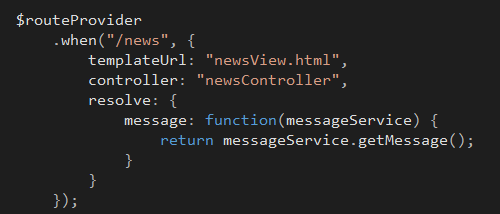 $routeProvider
    .when("/news", {
        templateUrl: "newsView.html",
        controller: "newsController",
        resolve: {
            message: function(messageService) {
                return messageService.getMessage();
            }
        }
    });